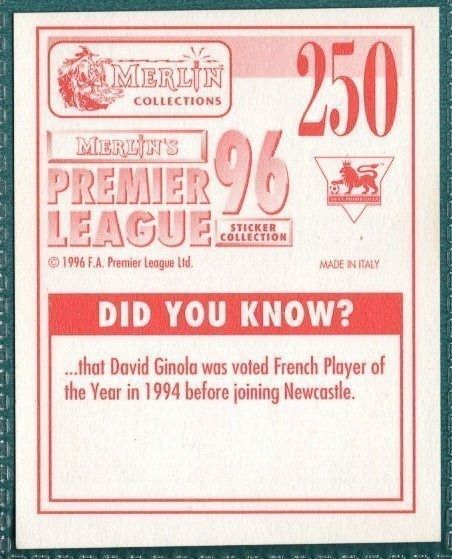 MERLIN
COLLECTIONS
250
MERLIN'S
PREMIER
LEAGUE 96
STICKER
COLLECTION
© 1996 F.A. Premier League Ltd.
MADE IN ITALY
DID YOU KNOW?
...that David Ginola was voted French Player of
the Year in 1994 before joining Newcastle.